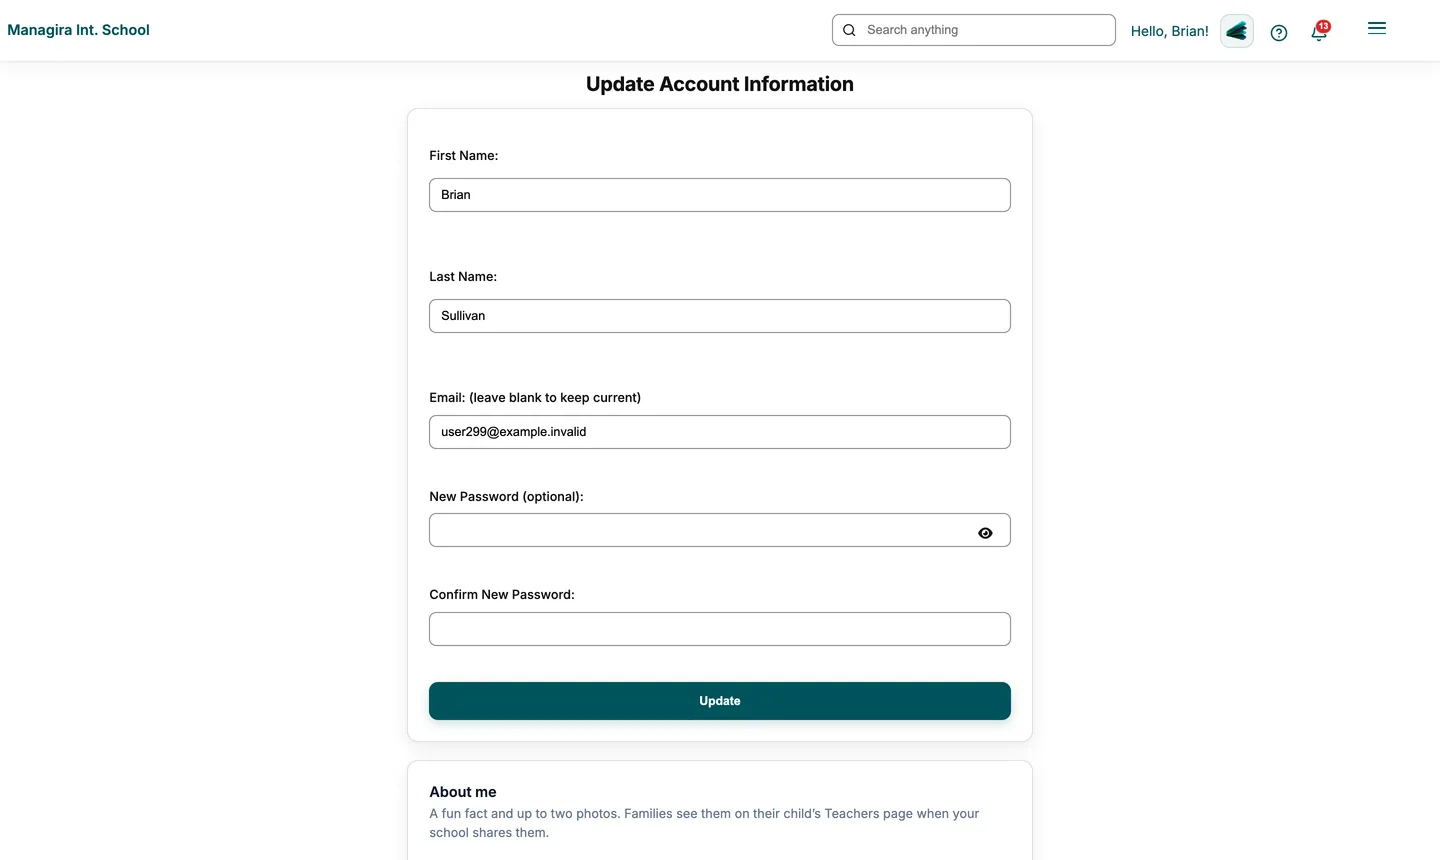 Managira Int. School
Search anything
Hello, Brian!
13
Update Account Information
First Name:
Brian
Last Name:
Sullivan
Email: (leave blank to keep current)
user299@example.invalid
New Password (optional):
Confirm New Password:
Update
About me
A fun fact and up to two photos. Families see them on their child’s Teachers page when your
school shares them.